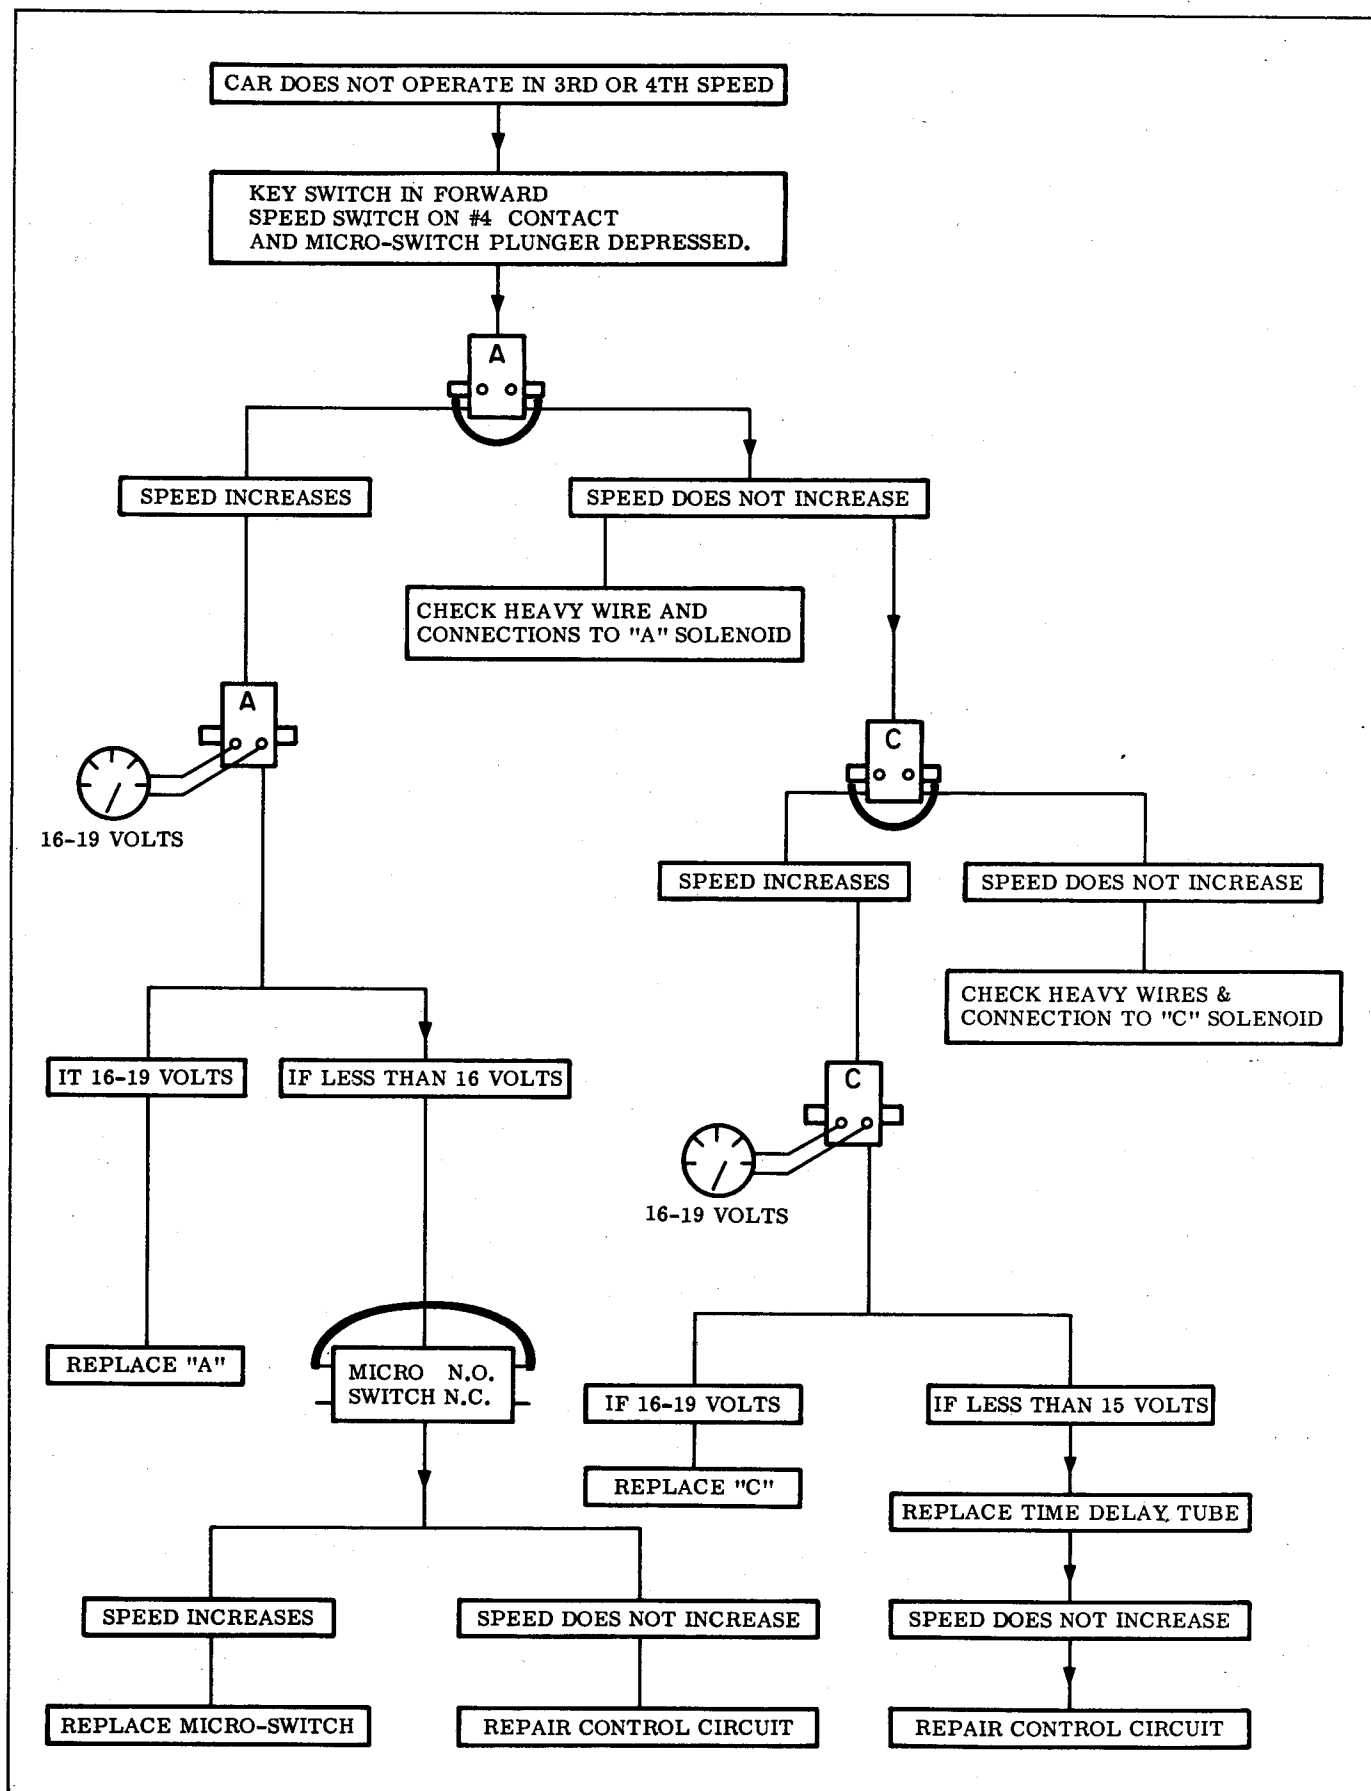 CAR DOES NOT OPERATE IN 3RD OR 4TH SPEED
KEY SWITCH IN FORWARD
SPEED SWITCH ON #4 CONTACT
AND MICRO-SWITCH PLUNGER DEPRESSED.
A
SPEED INCREASES
SPEED DOES NOT INCREASE
CHECK HEAVY WIRE AND
CONNECTIONS TO "A" SOLENOID
A
16-19 VOLTS
C
SPEED INCREASES
SPEED DOES NOT INCREASE
CHECK HEAVY WIRES &
CONNECTION TO "C" SOLENOID
IT 16-19 VOLTS
IF LESS THAN 16 VOLTS
C
16-19 VOLTS
REPLACE "A"
MICRO N.O.
SWITCH N.C.
IF 16-19 VOLTS
IF LESS THAN 15 VOLTS
REPLACE "C"
REPLACE TIME DELAY TUBE
SPEED INCREASES
SPEED DOES NOT INCREASE
SPEED DOES NOT INCREASE
REPLACE MICRO-SWITCH
REPAIR CONTROL CIRCUIT
REPAIR CONTROL CIRCUIT